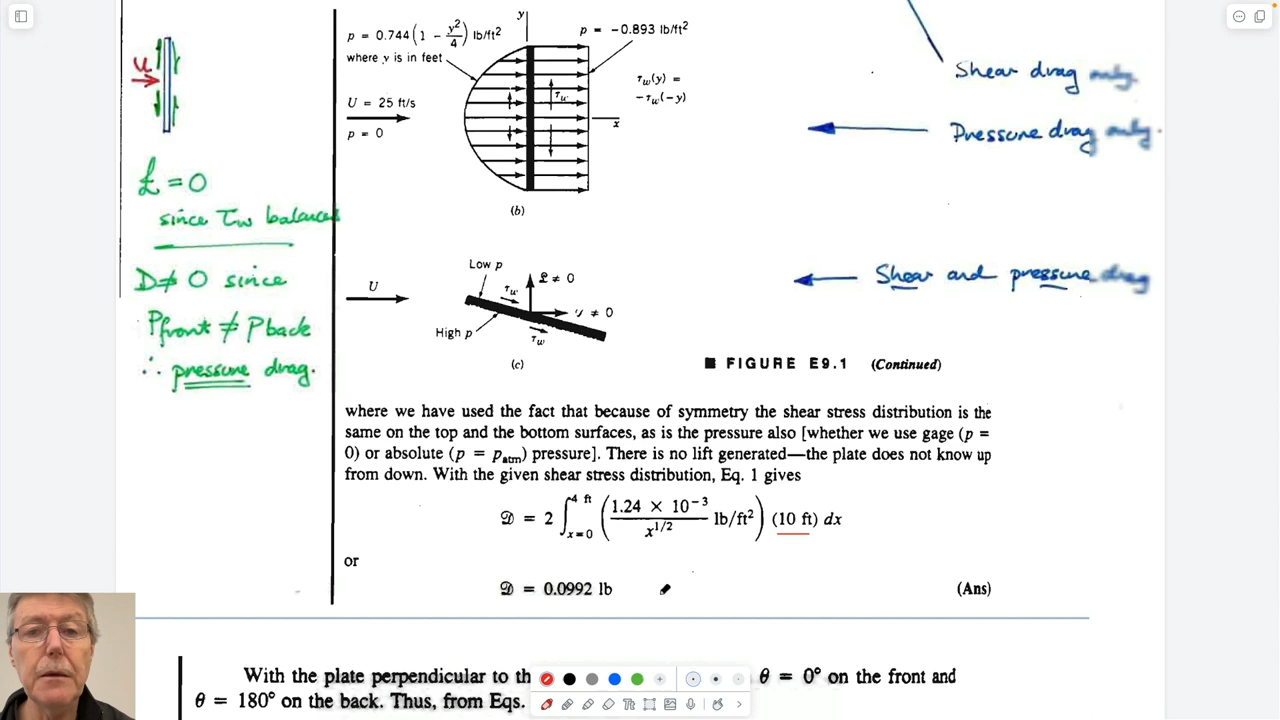 y
p = 0.744(1 − y²/4) lb/ft²
where y is in feet
p = −0.893 lb/ft²
τw(y) =
−τw(−y)
τw
U = 25 ft/s
p = 0
x
(b)
u
£ = 0
since τw balances
D ≠ 0 since
Pfront ≠ Pback
∴ pressure drag.
Shear drag only
Pressure drag only.
Shear and pressure drag
Low p
τw
ℒ ≠ 0
U
≠ 0
High p
τw
(c)
■ FIGURE E9.1 (Continued)
where we have used the fact that because of symmetry the shear stress distribution is the
same on the top and the bottom surfaces, as is the pressure also [whether we use gage (p =
0) or absolute (p = patm) pressure]. There is no lift generated—the plate does not know up
from down. With the given shear stress distribution, Eq. 1 gives
𝒟 = 2 ∫x=0^4 ft (1.24 × 10⁻³/x^1/2 lb/ft²) (10 ft) dx
or
𝒟 = 0.0992 lb (Ans)
With the plate perpendicular to th θ = 0° on the front and
θ = 180° on the back. Thus, from Eqs.